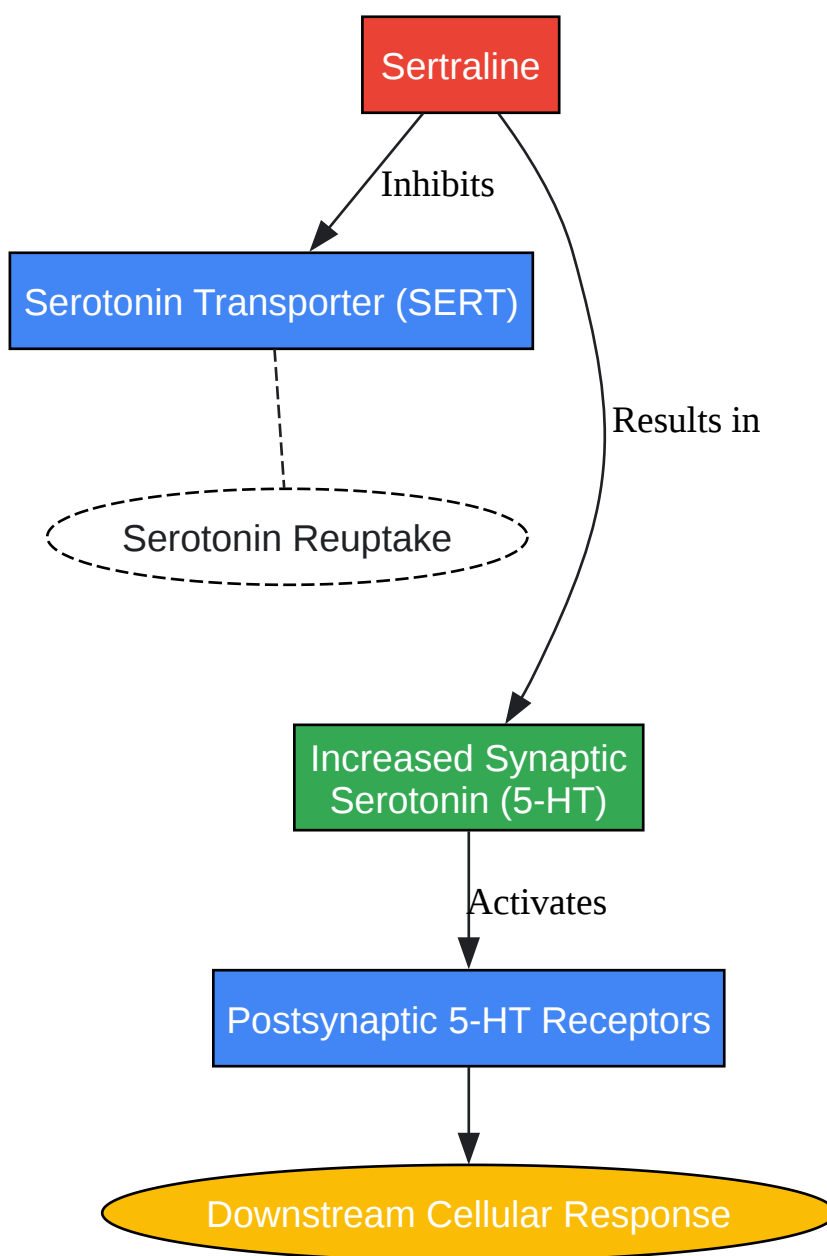 Sertraline
Inhibits
Serotonin Transporter (SERT)
Results in
Serotonin Reuptake
Increased Synaptic
Serotonin (5-HT)
Activates
Postsynaptic 5-HT Receptors
Downstream Cellular Response